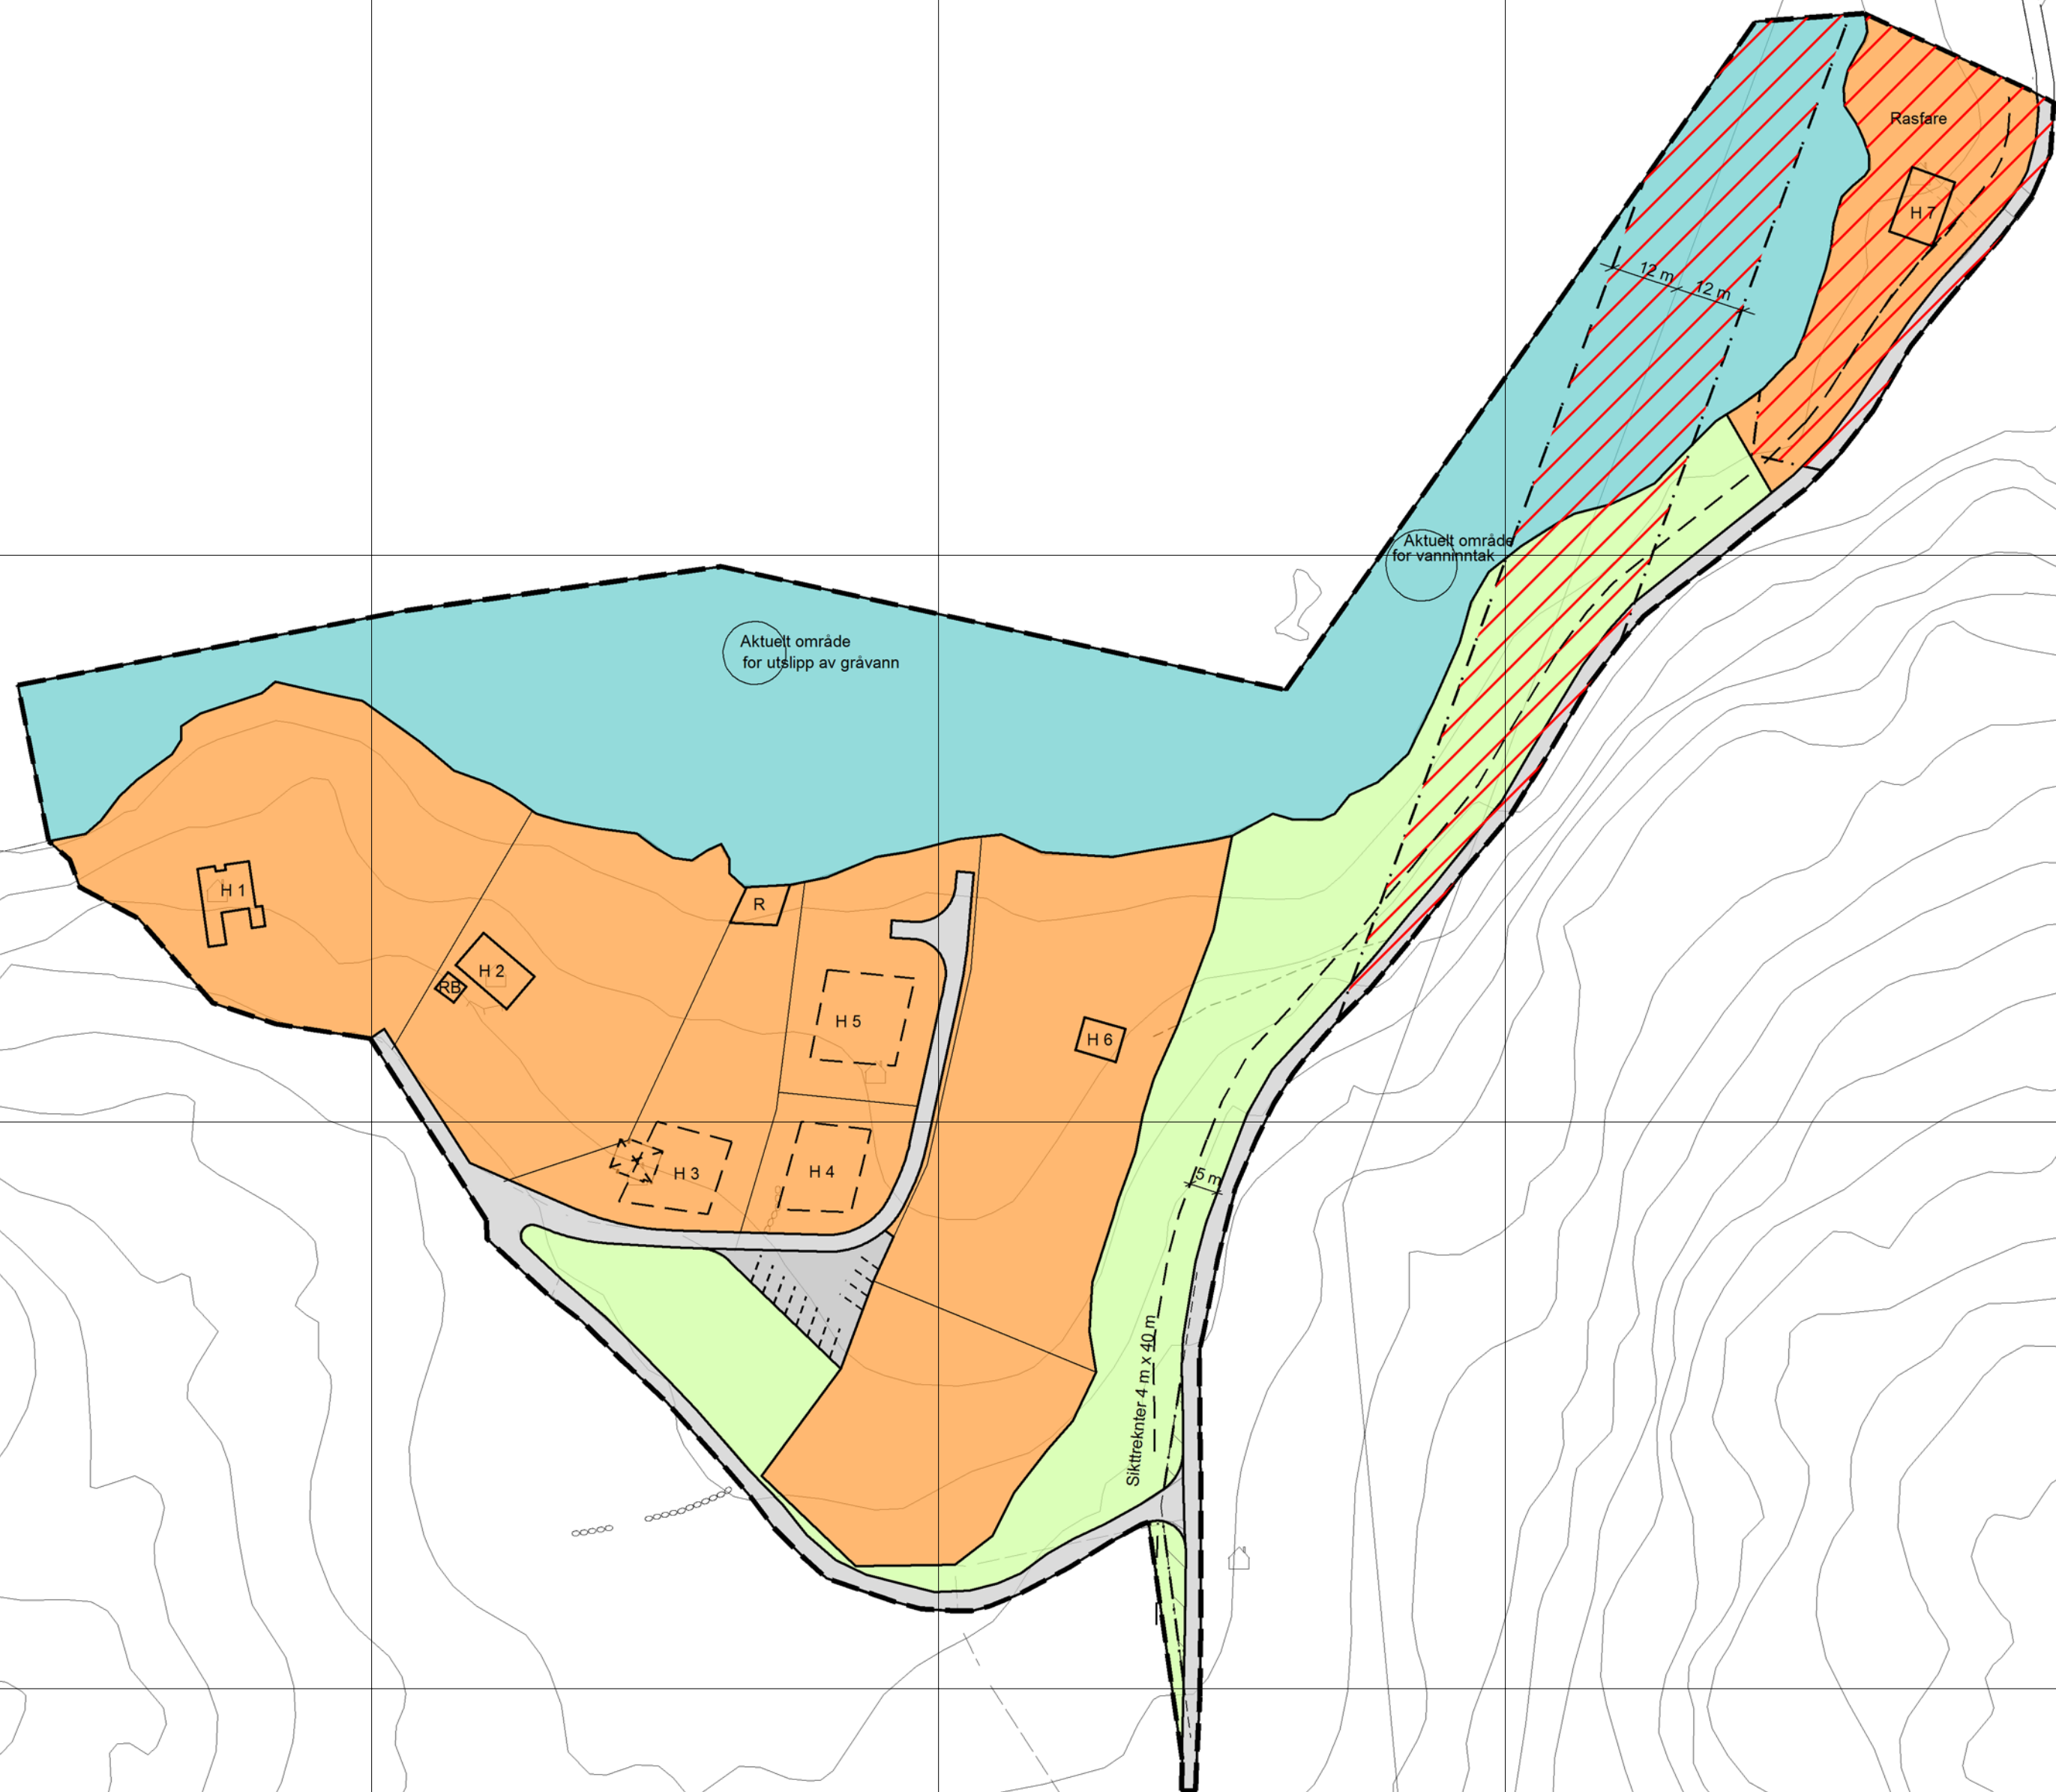 Rasfare
H 7
12 m
12 m
Aktuelt område
for vanninntak
Aktuelt område
for utslipp av gråvann
H 1
R
H 2
RB
H 5
H 6
H 3
H 4
5 m
Sikttreknter 4 m x 40 m